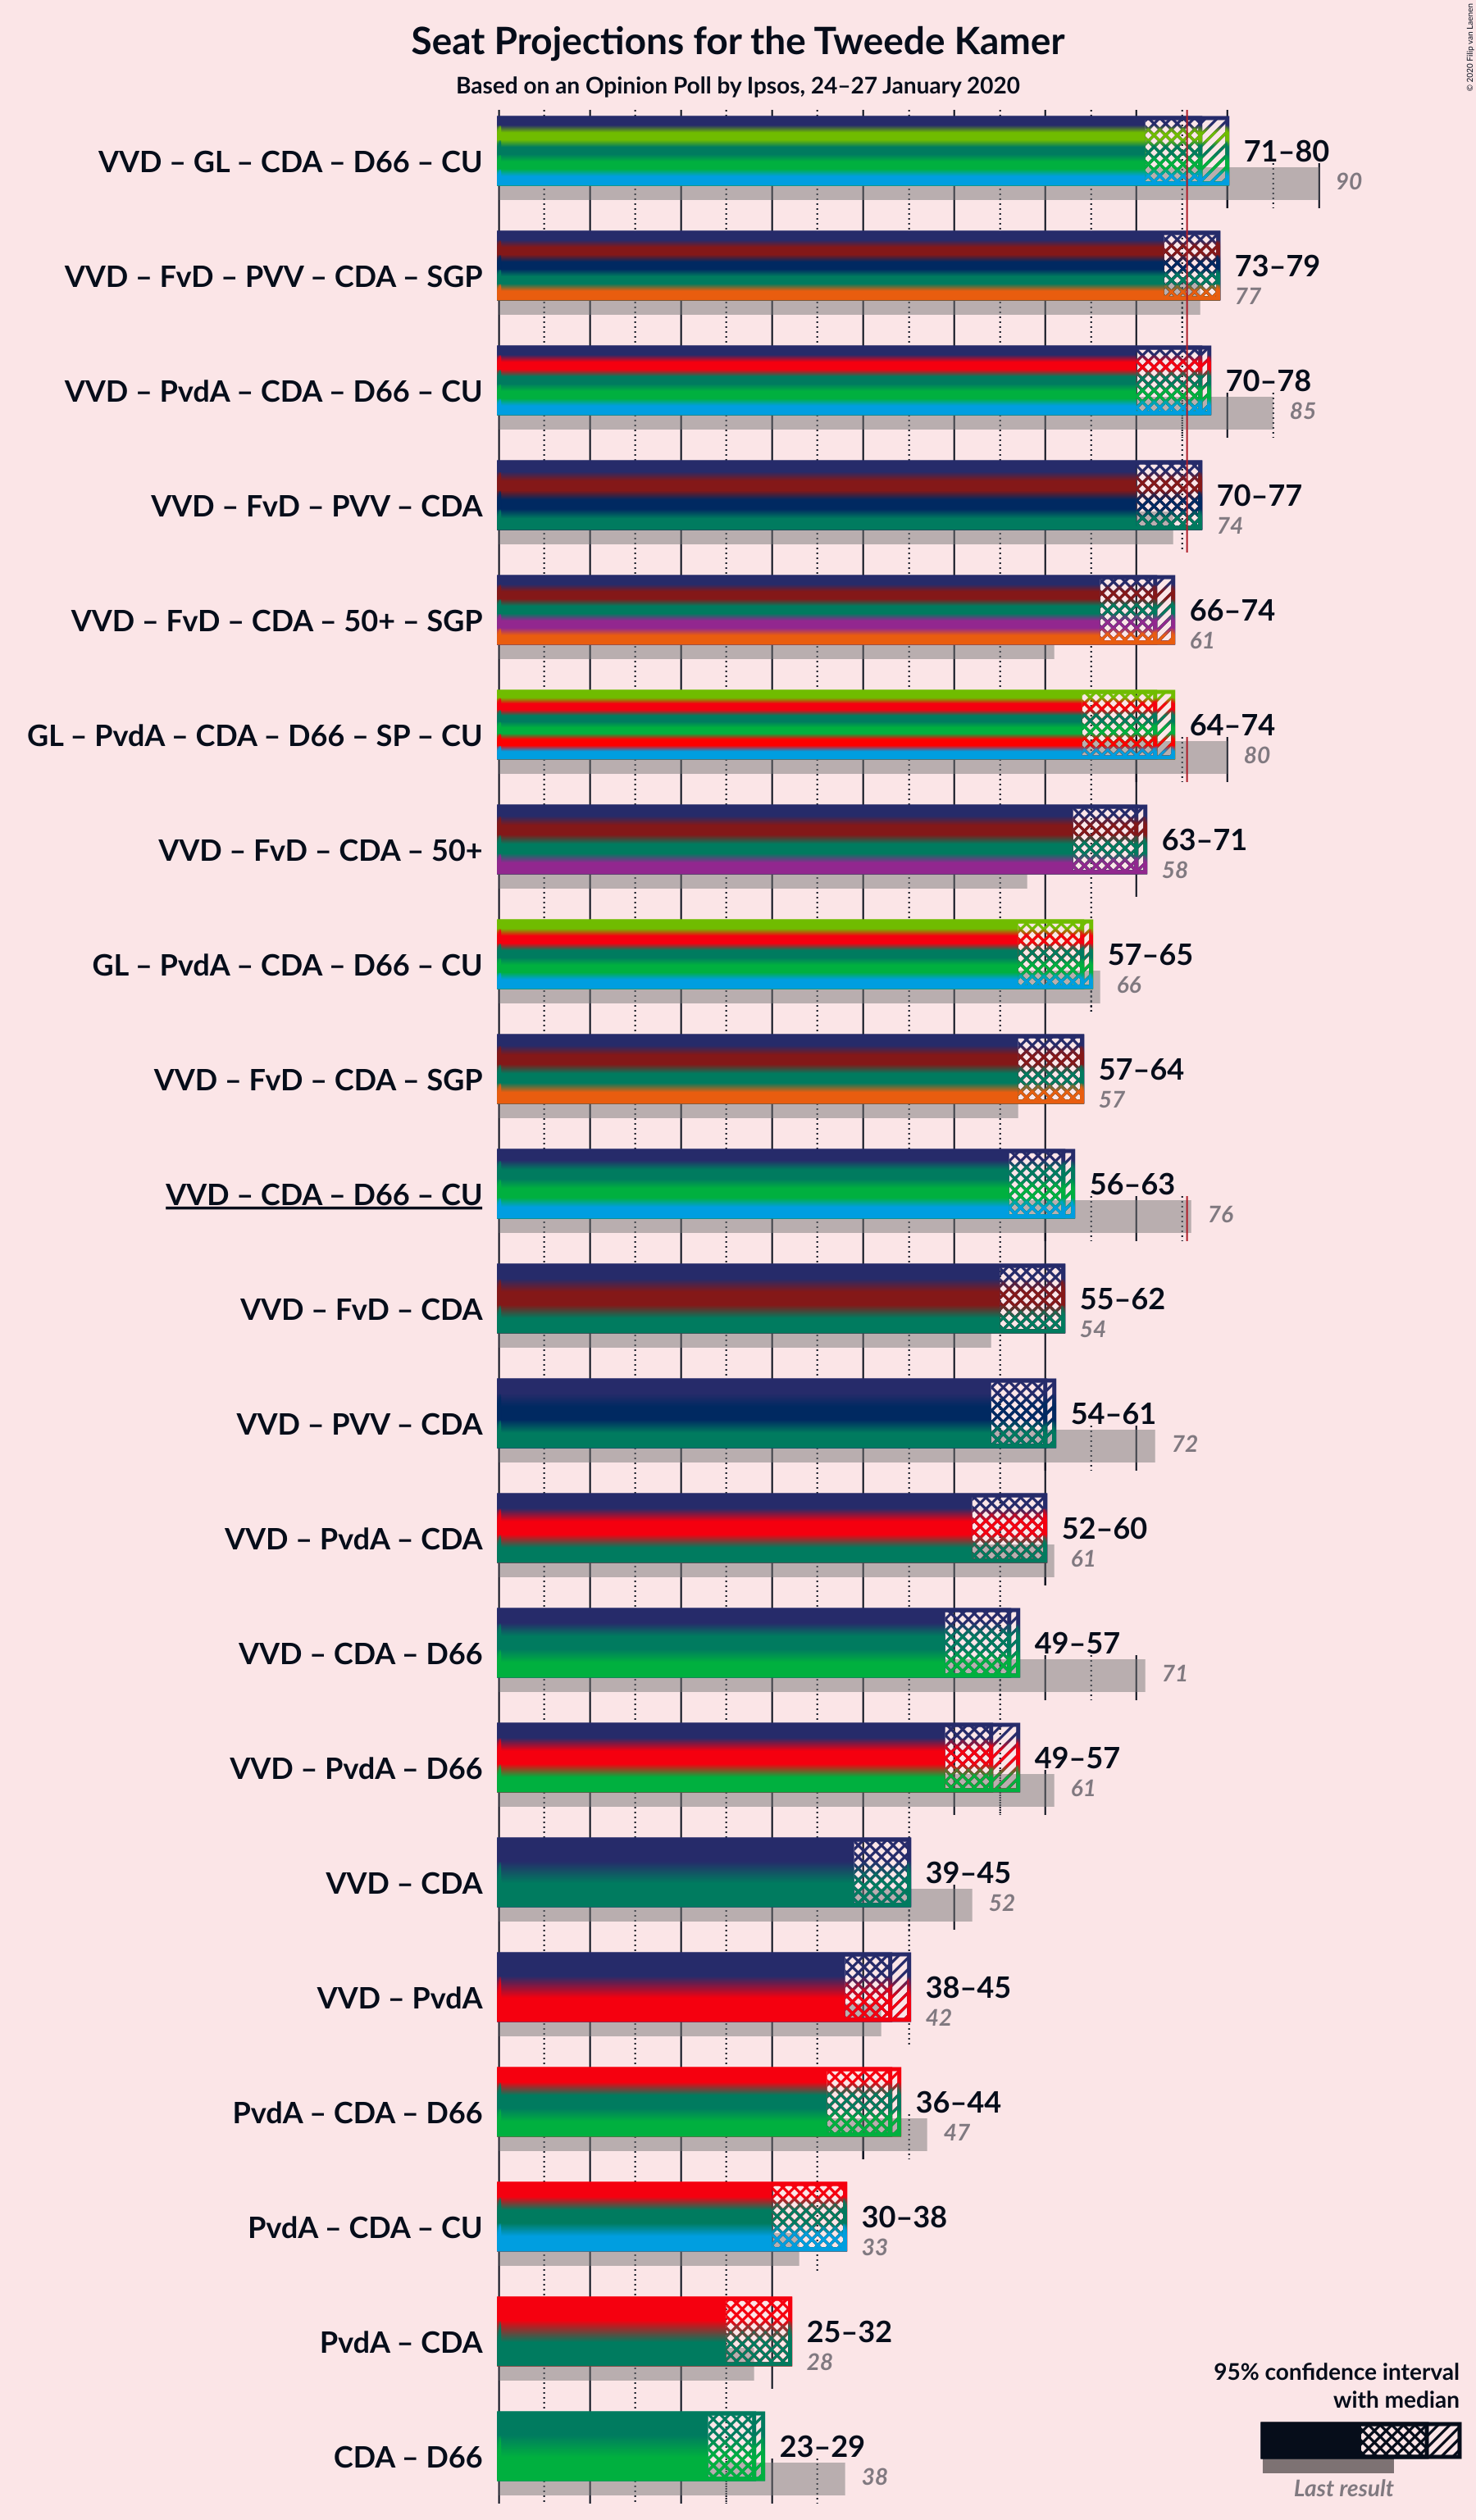 Seat Projections for the Tweede Kamer
Based on an Opinion Poll by Ipsos, 24–27 January 2020
© 2020 Filip van Laenen
VVD – GL – CDA – D66 – CU
71–80
90
VVD – FvD – PVV – CDA – SGP
73–79
77
VVD – PvdA – CDA – D66 – CU
70–78
85
VVD – FvD – PVV – CDA
70–77
74
VVD – FvD – CDA – 50+ – SGP
66–74
61
GL – PvdA – CDA – D66 – SP – CU
64–74
80
VVD – FvD – CDA – 50+
63–71
58
GL – PvdA – CDA – D66 – CU
57–65
66
VVD – FvD – CDA – SGP
57–64
57
VVD – CDA – D66 – CU
56–63
76
VVD – FvD – CDA
55–62
54
VVD – PVV – CDA
54–61
72
VVD – PvdA – CDA
52–60
61
VVD – CDA – D66
49–57
71
VVD – PvdA – D66
49–57
61
VVD – CDA
39–45
52
VVD – PvdA
38–45
42
PvdA – CDA – D66
36–44
47
PvdA – CDA – CU
30–38
33
PvdA – CDA
25–32
28
CDA – D66
23–29
38
95% confidence interval
with median
Last result